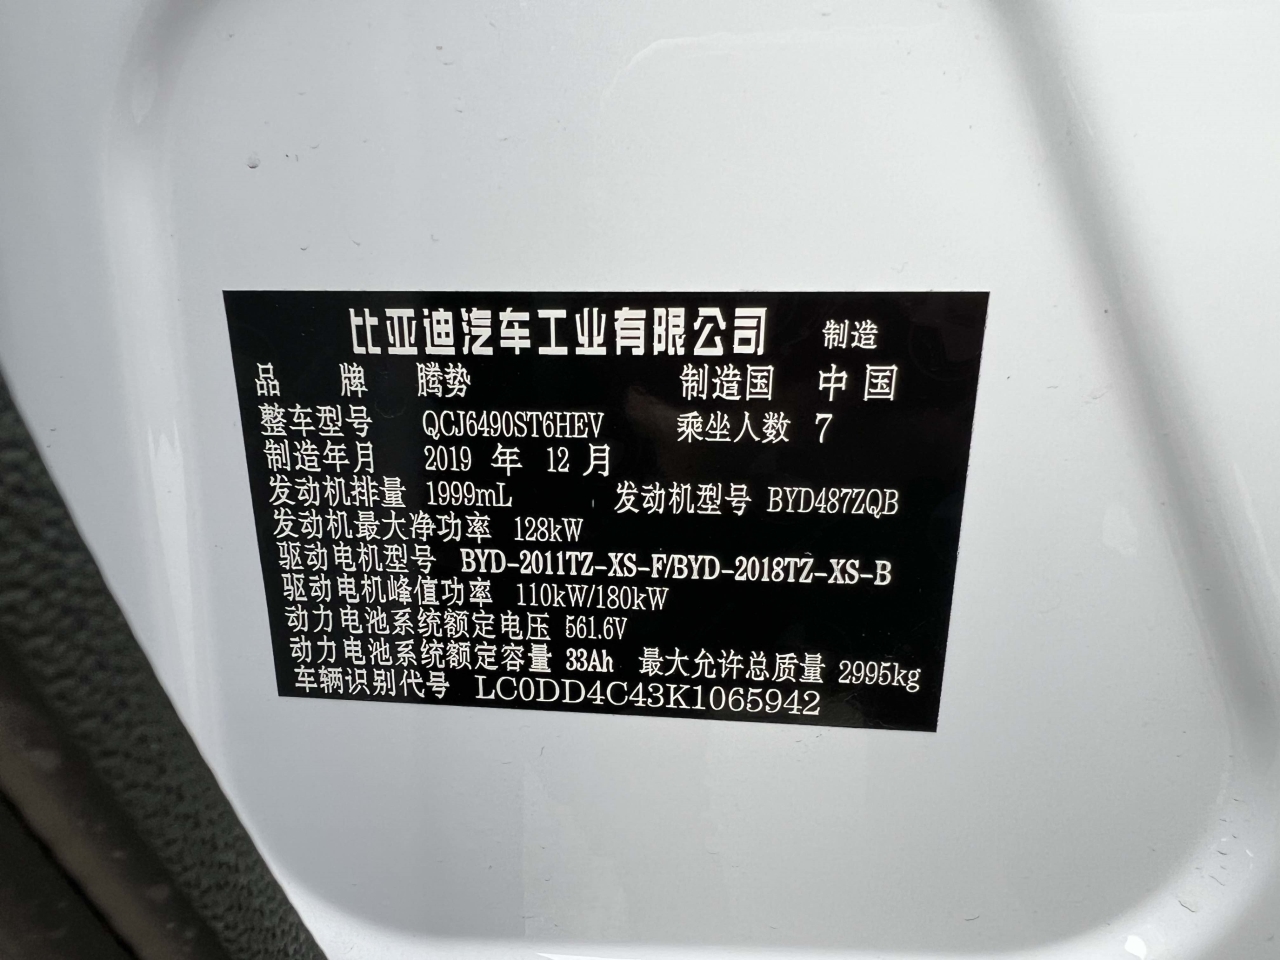 比亚迪汽车工业有限公司 制造
品 牌 腾势 制造国 中国
整车型号 QCJ6490ST6HEV 乘坐人数 7
制造年月 2019 年 12 月
发动机排量 1999mL 发动机型号 BYD487ZQB
发动机最大净功率 128kW
驱动电机型号 BYD-2011TZ-XS-F/BYD-2018TZ-XS-B
驱动电机峰值功率 110kW/180kW
动力电池系统额定电压 561.6V
动力电池系统额定容量 33Ah 最大允许总质量 2995kg
车辆识别代号 LC0DD4C43K1065942